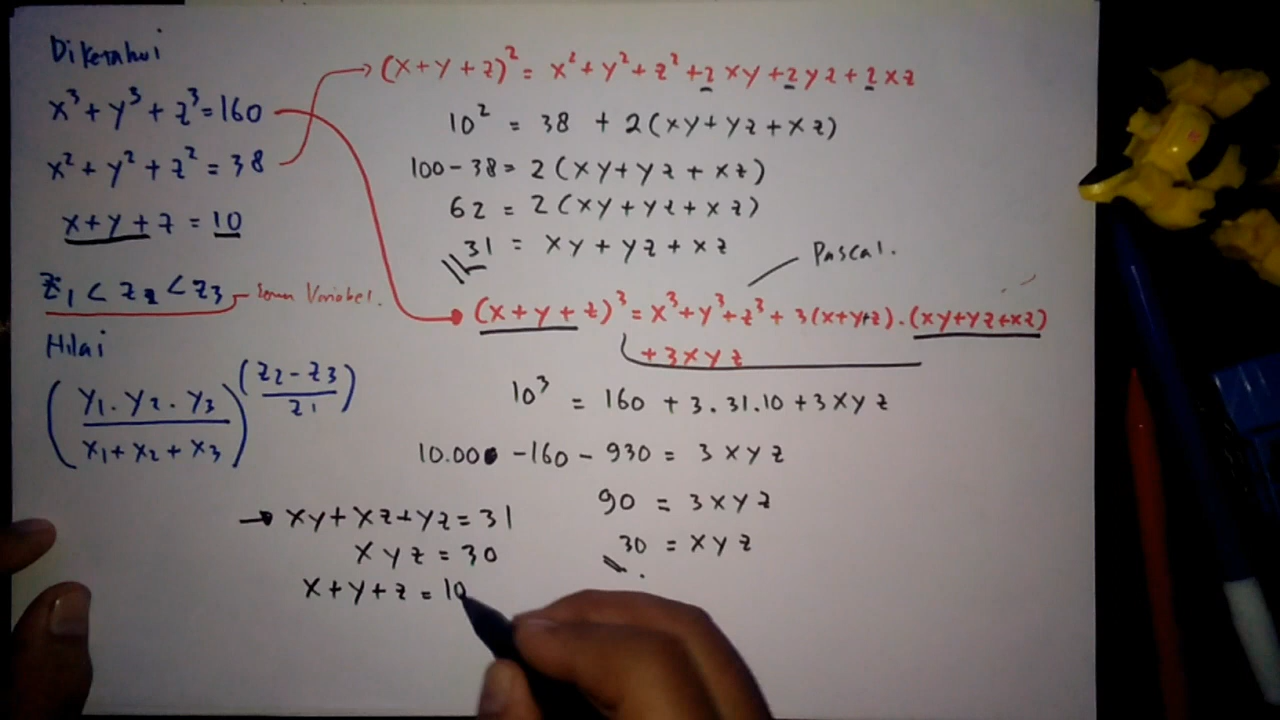 Diketahui
x³ + y³ + z³ = 160
x² + y² + z² = 38
x + y + z = 10
z₁ < z₂ < z₃
Variabel.
Nilai
(y₁ . y₂ . y₃ / x₁ + x₂ + x₃)^((z₂ - z₃) / z₁)
(x + y + z)² = x² + y² + z² + 2xy + 2yz + 2xz
10² = 38 + 2(xy + yz + xz)
100 - 38 = 2(xy + yz + xz)
62 = 2(xy + yz + xz)
31 = xy + yz + xz
Pascal.
(x + y + z)³ = x³ + y³ + z³ + 3(x + y + z) . (xy + yz + xz)
+ 3xyz
10³ = 160 + 3.31.10 + 3xyz
10.000 - 160 - 930 = 3xyz
90 = 3xyz
30 = xyz
xy + xz + yz = 31
xyz = 30
x + y + z = 10